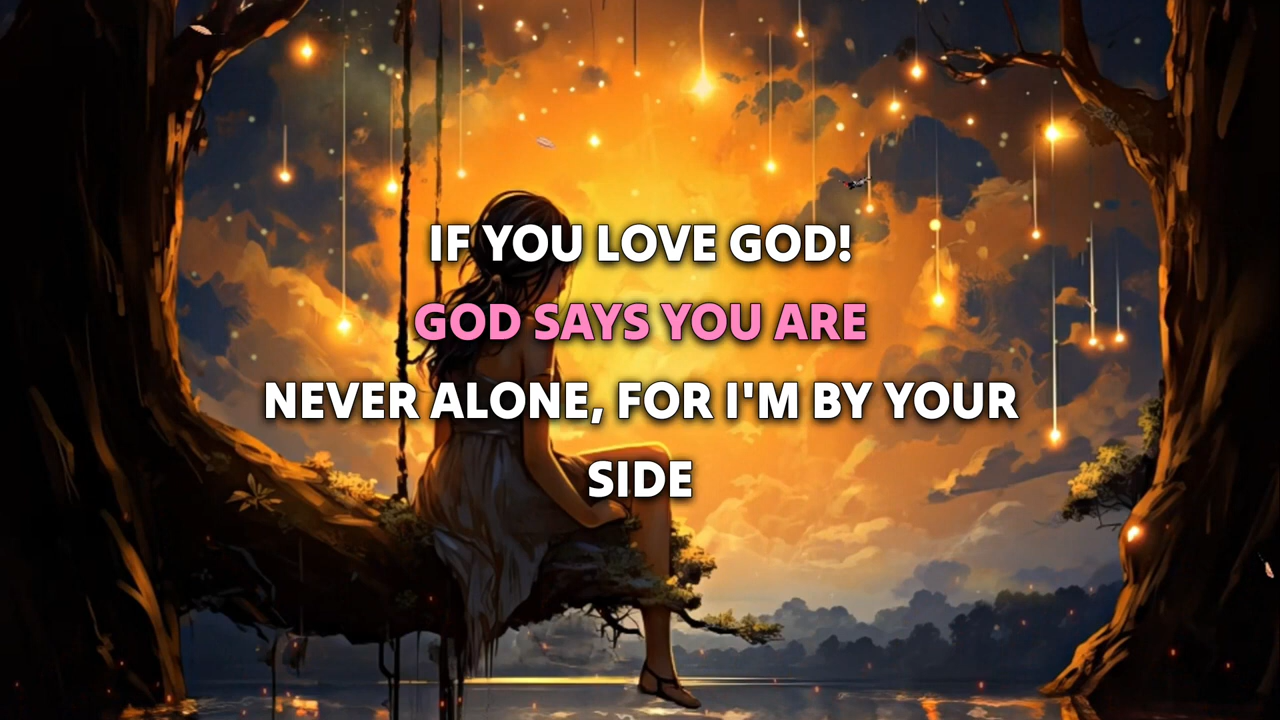 IF YOU LOVE GOD!
GOD SAYS YOU ARE
NEVER ALONE, FOR I'M BY YOUR
SIDE